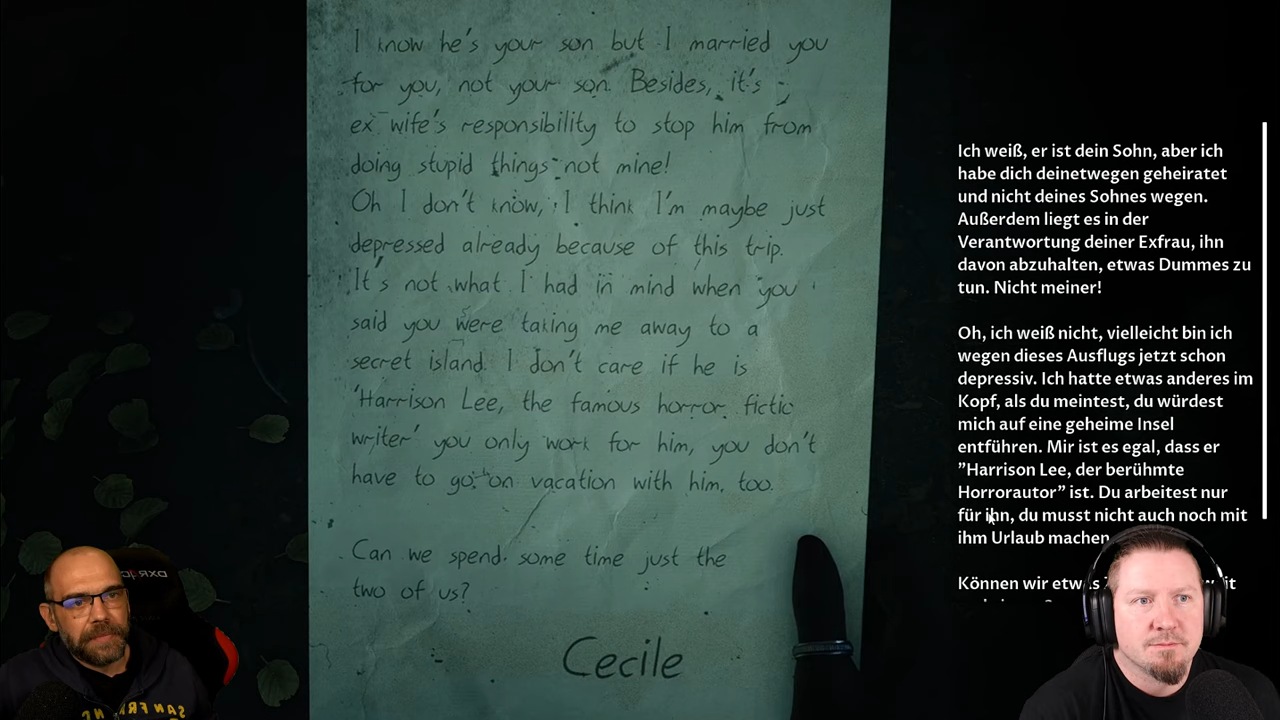 I know he's your son but I married you
for you, not your son. Besides, it's
ex wife's responsibility to stop him from
doing stupid things not mine!
Oh I don't know, I think I'm maybe just
depressed already because of this trip.
It's not what I had in mind when you
said you were taking me away to a
secret island. I don't care if he is
'Harrison Lee, the famous horror fictic
writer' you only work for him, you don't
have to go on vacation with him, too.
Can we spend some time just the
two of us?
Cecile
Ich weiß, er ist dein Sohn, aber ich
habe dich deinetwegen geheiratet
und nicht deines Sohnes wegen.
Außerdem liegt es in der
Verantwortung deiner Exfrau, ihn
davon abzuhalten, etwas Dummes zu
tun. Nicht meiner!
Oh, ich weiß nicht, vielleicht bin ich
wegen dieses Ausflugs jetzt schon
depressiv. Ich hatte etwas anderes im
Kopf, als du meintest, du würdest
mich auf eine geheime Insel
entführen. Mir ist es egal, dass er
"Harrison Lee, der berühmte
Horrorautor" ist. Du arbeitest nur
für ihn, du musst nicht auch noch mit
ihm Urlaub machen
Können wir etwas
DXR
SAN FR